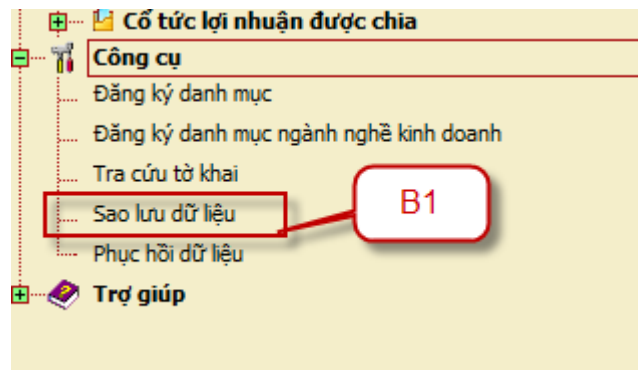 Cổ tức lợi nhuận được chia
Công cụ
Đăng ký danh mục
Đăng ký danh mục ngành nghề kinh doanh
Tra cứu tờ khai
Sao lưu dữ liệu
B1
Phục hồi dữ liệu
Trợ giúp